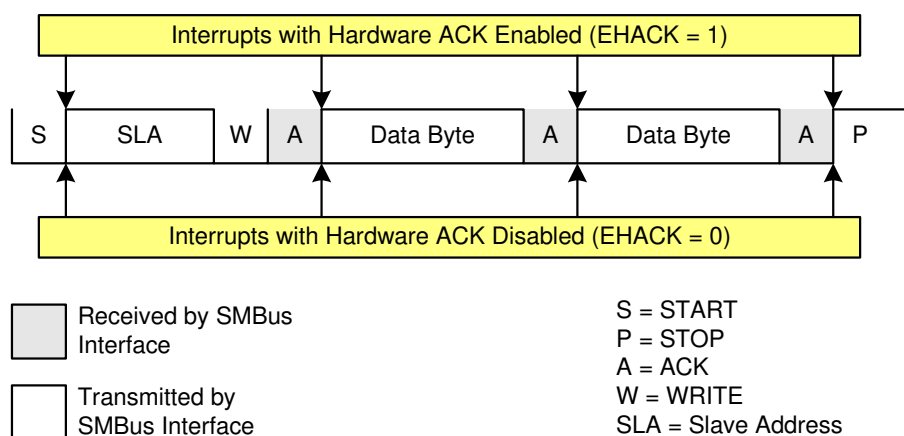 Interrupts with Hardware ACK Enabled (EHACK = 1)
S SLA W A Data Byte A Data Byte A P
Interrupts with Hardware ACK Disabled (EHACK = 0)
Received by SMBus
Interface
Transmitted by
SMBus Interface
S = START
P = STOP
A = ACK
W = WRITE
SLA = Slave Address